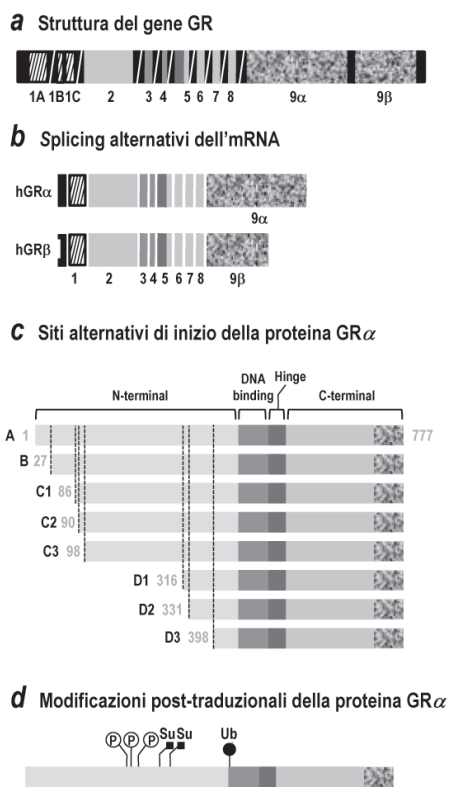 a Struttura del gene GR
1A 1B 1C 2 3 4 5 6 7 8 9α 9β
b Splicing alternativi dell'mRNA
hGRα
9α
hGRβ
1 2 3 4 5 6 7 8 9β
c Siti alternativi di inizio della proteina GRα
N-terminal DNA binding Hinge C-terminal
A 1 777
B 27
C1 86
C2 90
C3 98
D1 316
D2 331
D3 398
d Modificazioni post-traduzionali della proteina GRα
P P P Su Su Ub